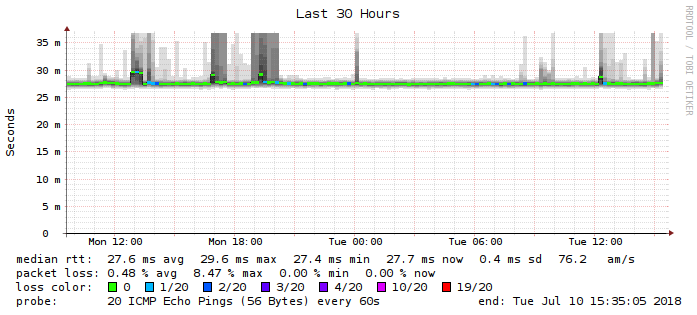 Last 30 Hours
RRDTOOL / TOBI OETIKER
Seconds
35 m
30 m
25 m
20 m
15 m
10 m
5 m
0
Mon 12:00 Mon 18:00 Tue 00:00 Tue 06:00 Tue 12:00
median rtt: 27.6 ms avg 29.6 ms max 27.4 ms min 27.7 ms now 0.4 ms sd 76.2 am/s
packet loss: 0.48 % avg 8.47 % max 0.00 % min 0.00 % now
loss color: 0 1/20 2/20 3/20 4/20 10/20 19/20
probe: 20 ICMP Echo Pings (56 Bytes) every 60s end: Tue Jul 10 15:35:05 2018